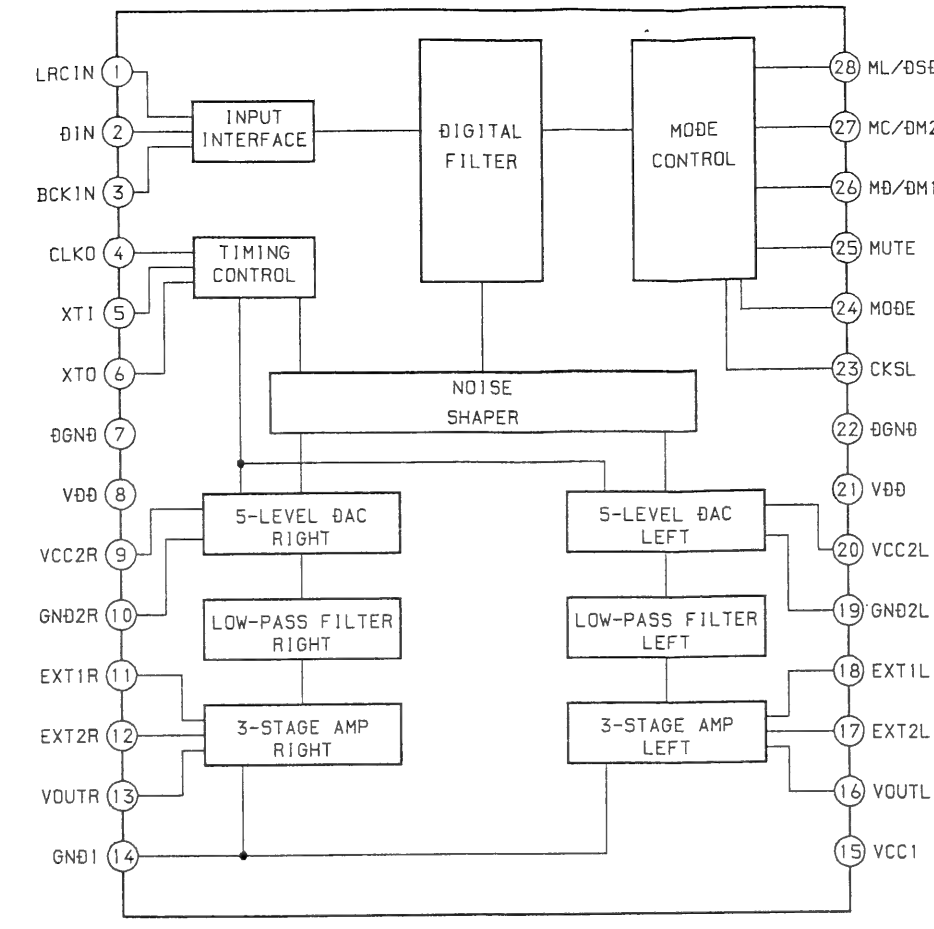 LRCIN 1
DIN 2
BCKIN 3
CLKO 4
XTI 5
XTO 6
DGND 7
VDD 8
VCC2R 9
GND2R 10
EXT1R 11
EXT2R 12
VOUTR 13
GND1 14
INPUT
INTERFACE
TIMING
CONTROL
DIGITAL
FILTER
MODE
CONTROL
NOISE
SHAPER
5-LEVEL DAC
RIGHT
LOW-PASS FILTER
RIGHT
3-STAGE AMP
RIGHT
5-LEVEL DAC
LEFT
LOW-PASS FILTER
LEFT
3-STAGE AMP
LEFT
28 ML/DSD
27 MC/DM2
26 MD/DM1
25 MUTE
24 MODE
23 CKSL
22 DGND
21 VDD
20 VCC2L
19 GND2L
18 EXT1L
17 EXT2L
16 VOUTL
15 VCC1